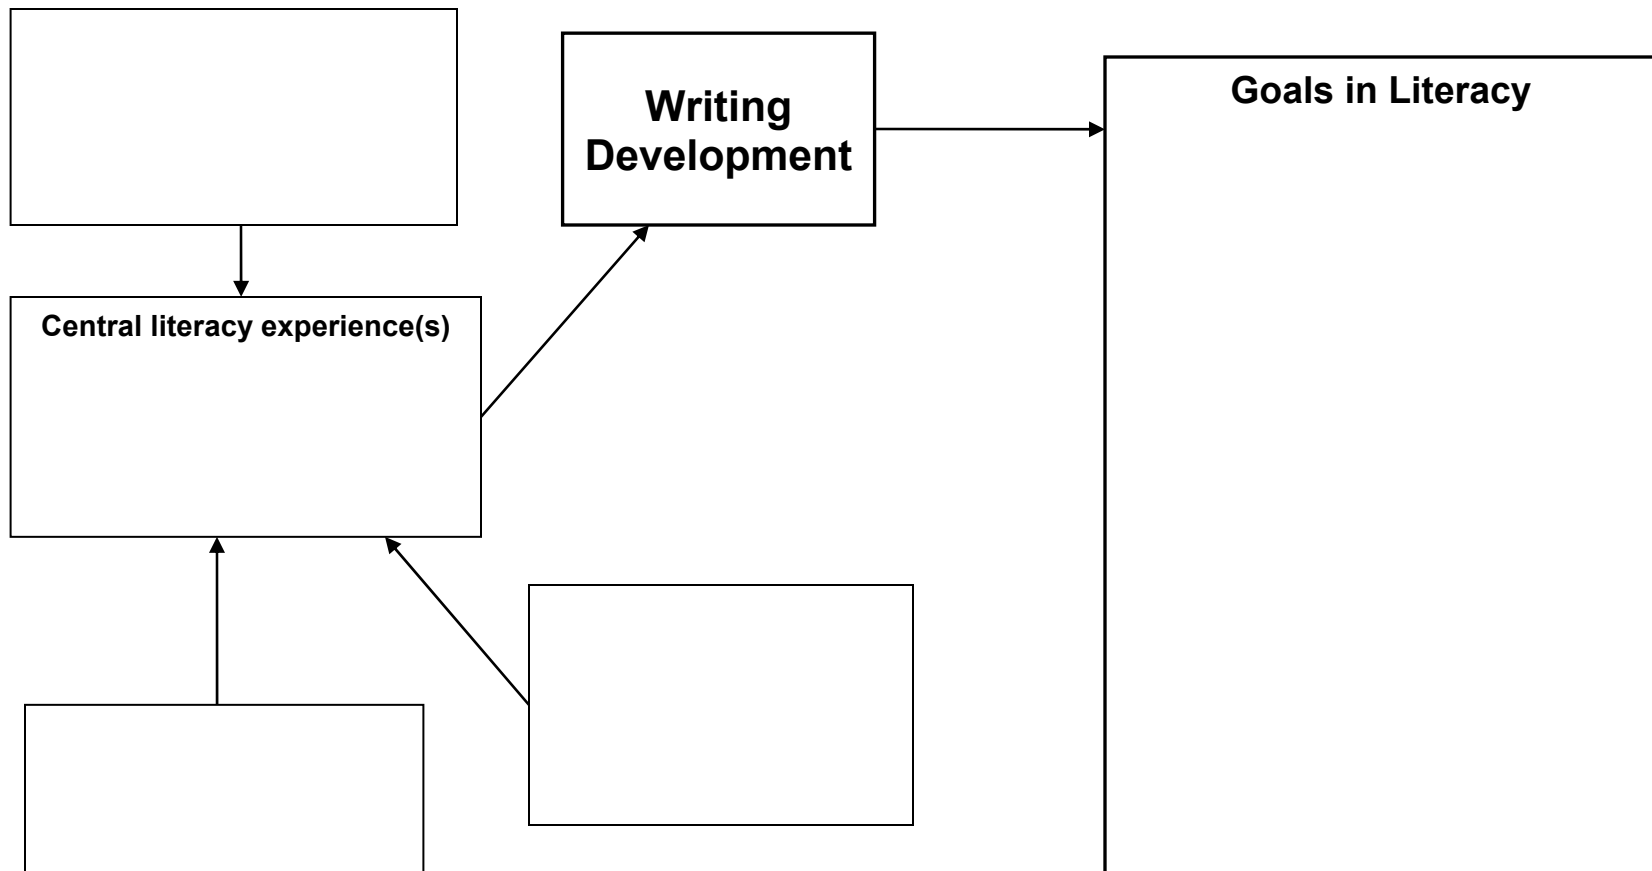 Writing
Development
Goals in Literacy
Central literacy experience(s)